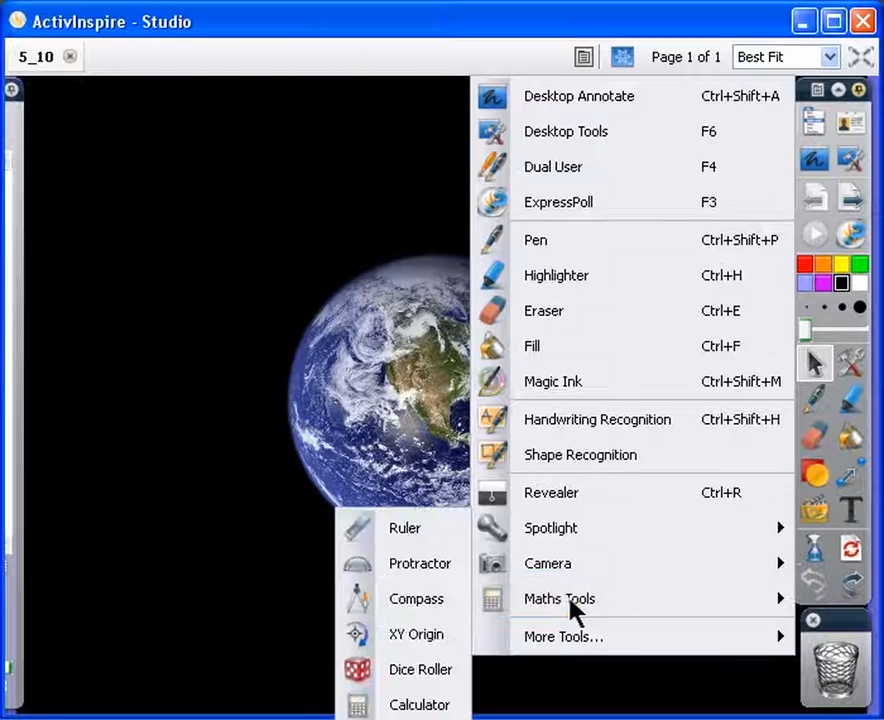 ActivInspire - Studio
5_10
Page 1 of 1
Best Fit
Desktop Annotate Ctrl+Shift+A
Desktop Tools F6
Dual User F4
ExpressPoll F3
Pen Ctrl+Shift+P
Highlighter Ctrl+H
Eraser Ctrl+E
Fill Ctrl+F
Magic Ink Ctrl+Shift+M
Handwriting Recognition Ctrl+Shift+H
Shape Recognition
Revealer Ctrl+R
Spotlight
Camera
Maths Tools
More Tools...
Ruler
Protractor
Compass
XY Origin
Dice Roller
Calculator